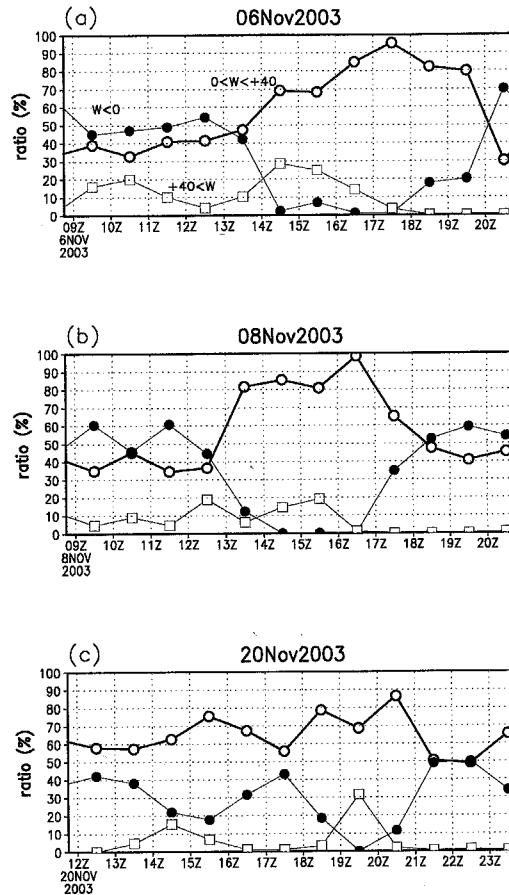 (a)
06Nov2003
ratio (%)
100
90
80
70
60
50
40
30
20
10
0
W<0
0<W<+40
+40<W
09Z 10Z 11Z 12Z 13Z 14Z 15Z 16Z 17Z 18Z 19Z 20Z
6NOV
2003
(b)
08Nov2003
ratio (%)
100
90
80
70
60
50
40
30
20
10
0
09Z 10Z 11Z 12Z 13Z 14Z 15Z 16Z 17Z 18Z 19Z 20Z
8NOV
2003
(c)
20Nov2003
ratio (%)
100
90
80
70
60
50
40
30
20
10
0
12Z 13Z 14Z 15Z 16Z 17Z 18Z 19Z 20Z 21Z 22Z 23Z
20NOV
2003